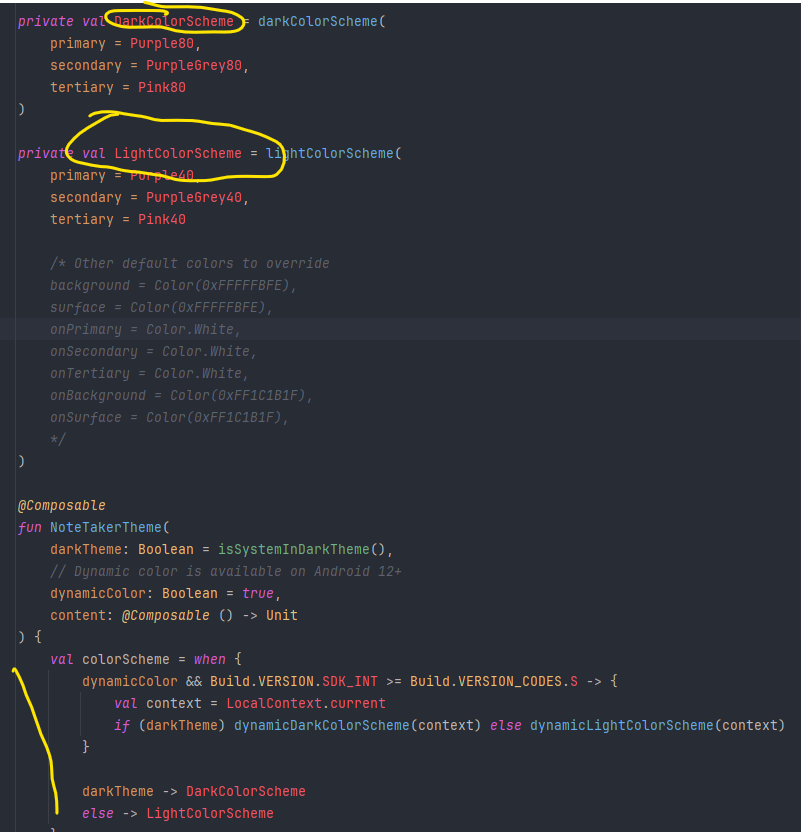 private val DarkColorScheme = darkColorScheme(
    primary = Purple80,
    secondary = PurpleGrey80,
    tertiary = Pink80
)
private val LightColorScheme = lightColorScheme(
    primary = Purple40,
    secondary = PurpleGrey40,
    tertiary = Pink40
    /* Other default colors to override
    background = Color(0xFFFFFBFE),
    surface = Color(0xFFFFFBFE),
    onPrimary = Color.White,
    onSecondary = Color.White,
    onTertiary = Color.White,
    onBackground = Color(0xFF1C1B1F),
    onSurface = Color(0xFF1C1B1F),
    */
)
@Composable
fun NoteTakerTheme(
    darkTheme: Boolean = isSystemInDarkTheme(),
    // Dynamic color is available on Android 12+
    dynamicColor: Boolean = true,
    content: @Composable () -> Unit
) {
    val colorScheme = when {
        dynamicColor && Build.VERSION.SDK_INT >= Build.VERSION_CODES.S -> {
            val context = LocalContext.current
            if (darkTheme) dynamicDarkColorScheme(context) else dynamicLightColorScheme(context)
        }
        darkTheme -> DarkColorScheme
        else -> LightColorScheme